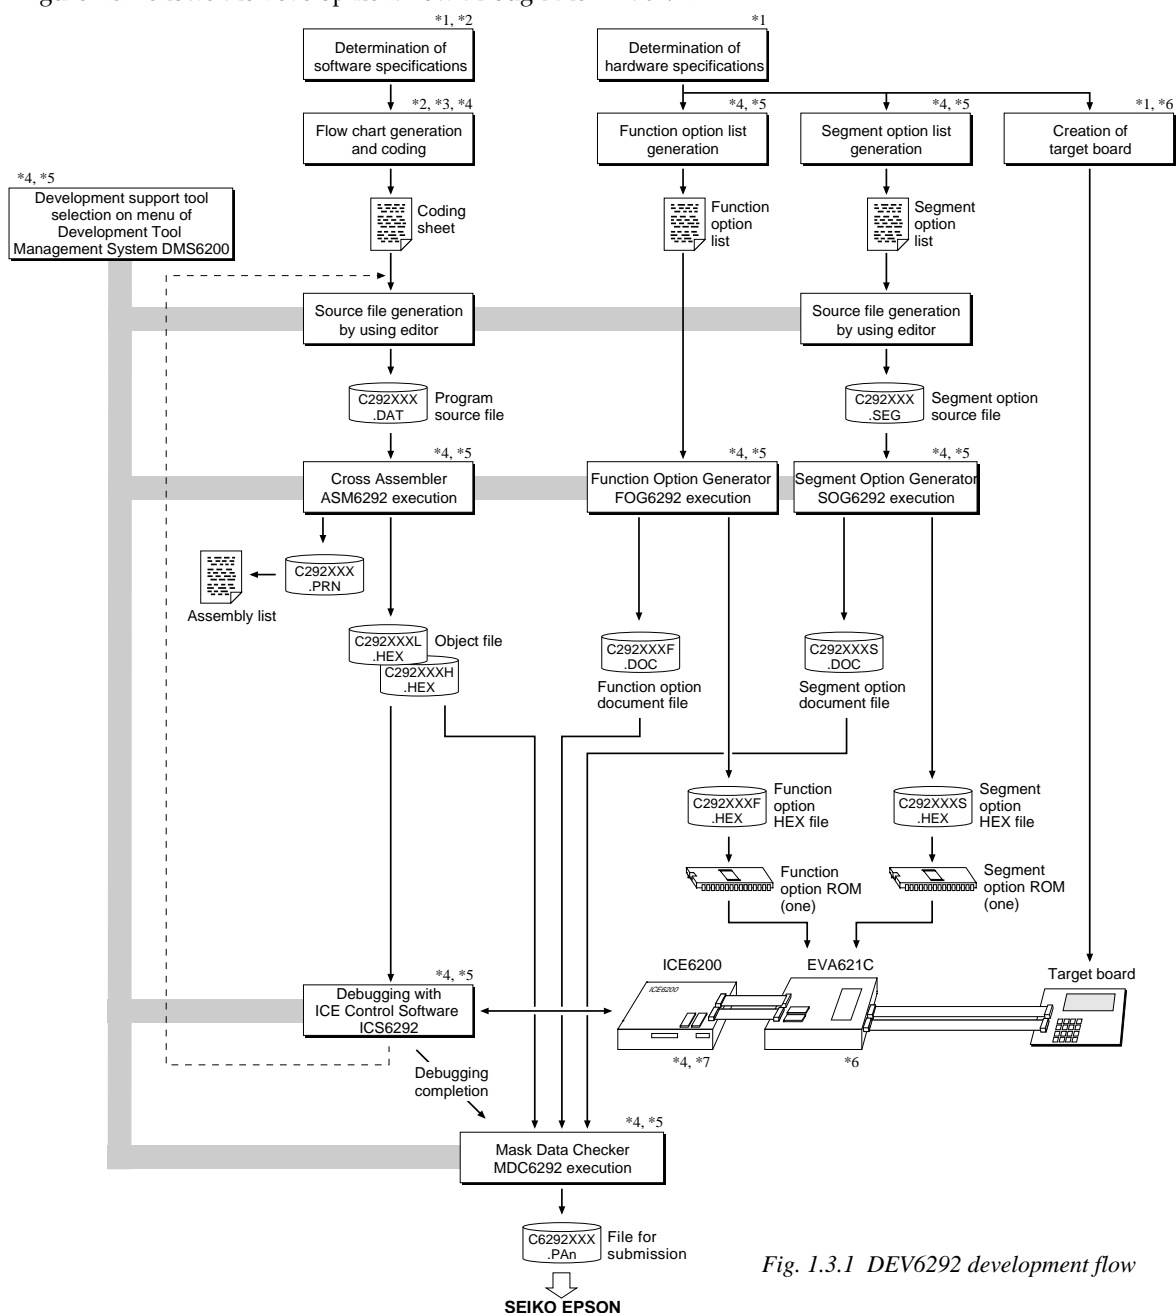 *1, *2
Determination of
software specifications
*1
Determination of
hardware specifications
*2, *3, *4
Flow chart generation
and coding
*4, *5
Function option list
generation
*4, *5
Segment option list
generation
*1, *6
Creation of
target board
*4, *5
Development support tool
selection on menu of
Development Tool
Management System DMS6200
Coding
sheet
Function
option
list
Segment
option
list
Source file generation
by using editor
Source file generation
by using editor
C292XXX
.DAT
Program
source file
C292XXX
.SEG
Segment option
source file
*4, *5
Cross Assembler
ASM6292 execution
*4, *5
Function Option Generator
FOG6292 execution
*4, *5
Segment Option Generator
SOG6292 execution
C292XXX
.PRN
Assembly list
C292XXXL
.HEX
Object file
C292XXXH
.HEX
C292XXXF
.DOC
Function option
document file
C292XXXS
.DOC
Segment option
document file
C292XXXF
.HEX
Function
option
HEX file
C292XXXS
.HEX
Segment
option
HEX file
Function
option ROM
(one)
Segment
option ROM
(one)
*4, *5
Debugging with
ICE Control Software
ICS6292
ICE6200
ICE6200
*4, *7
EVA621C
*6
Target board
Debugging
completion
*4, *5
Mask Data Checker
MDC6292 execution
C6292XXX
.PAn
File for
submission
SEIKO EPSON
Fig. 1.3.1 DEV6292 development flow